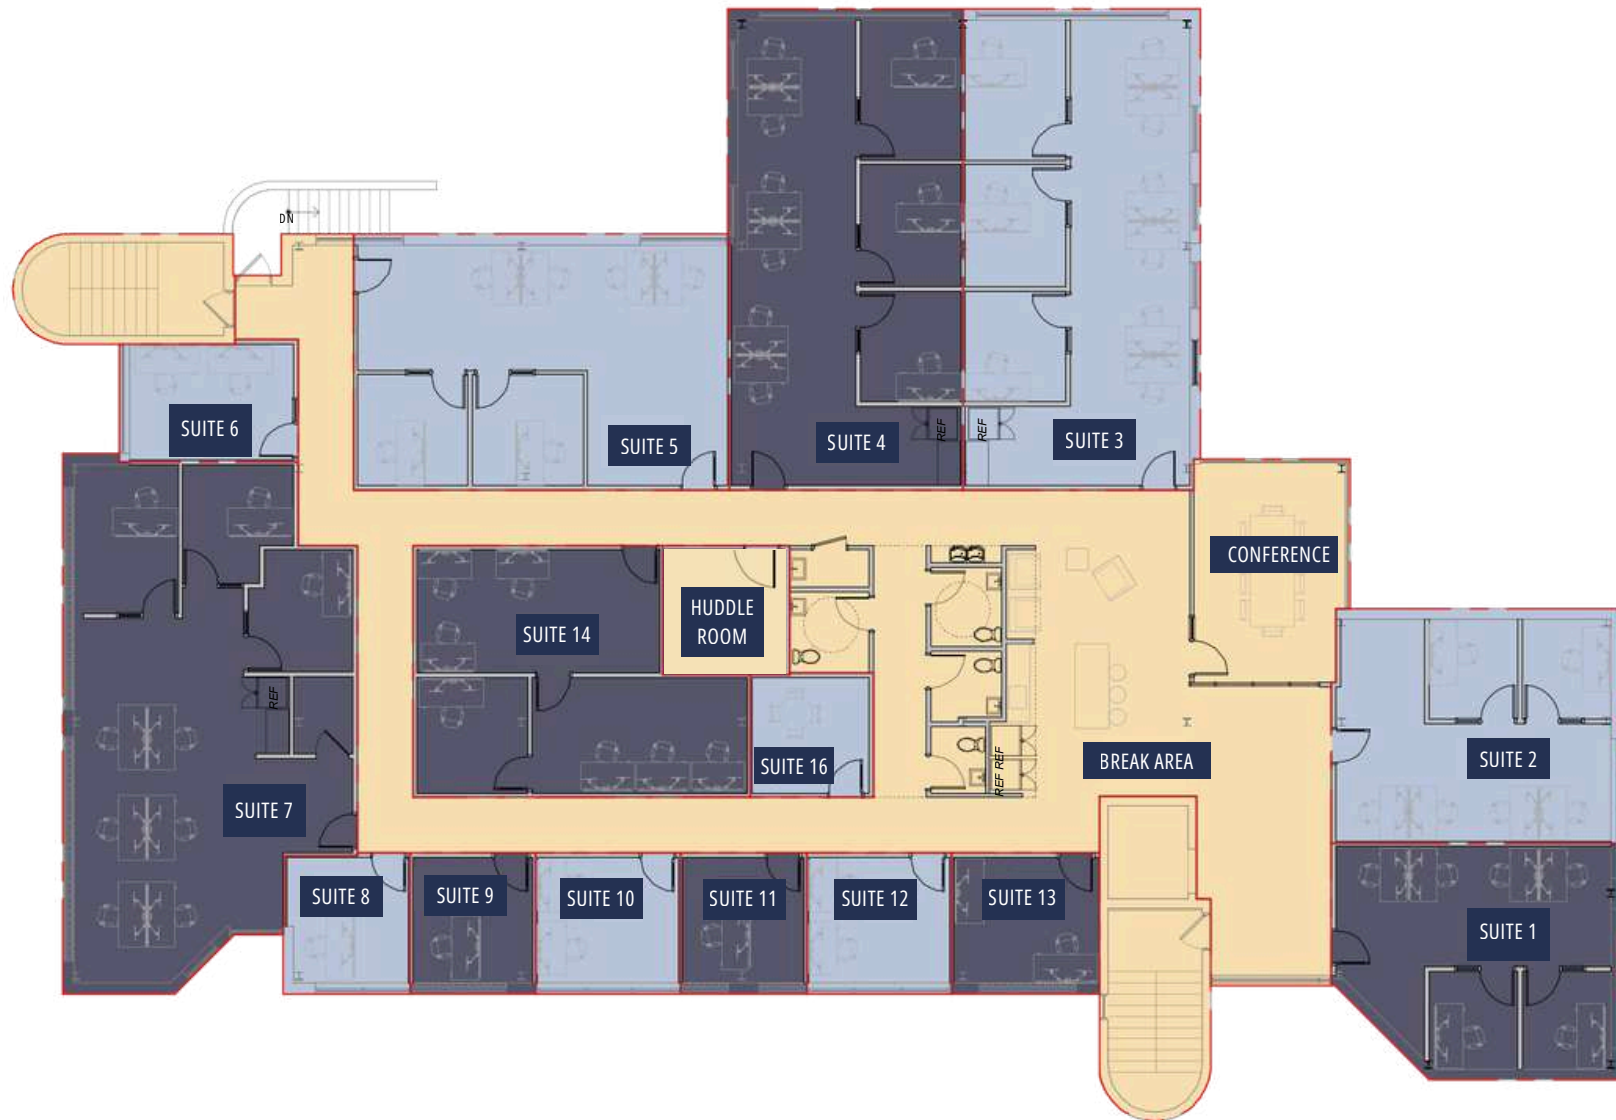 DN
SUITE 6
SUITE 5
SUITE 4
REF
REF
SUITE 3
CONFERENCE
HUDDLE
ROOM
SUITE 14
REF
SUITE 16
REF REF
BREAK AREA
SUITE 2
SUITE 7
SUITE 8
SUITE 9
SUITE 10
SUITE 11
SUITE 12
SUITE 13
SUITE 1